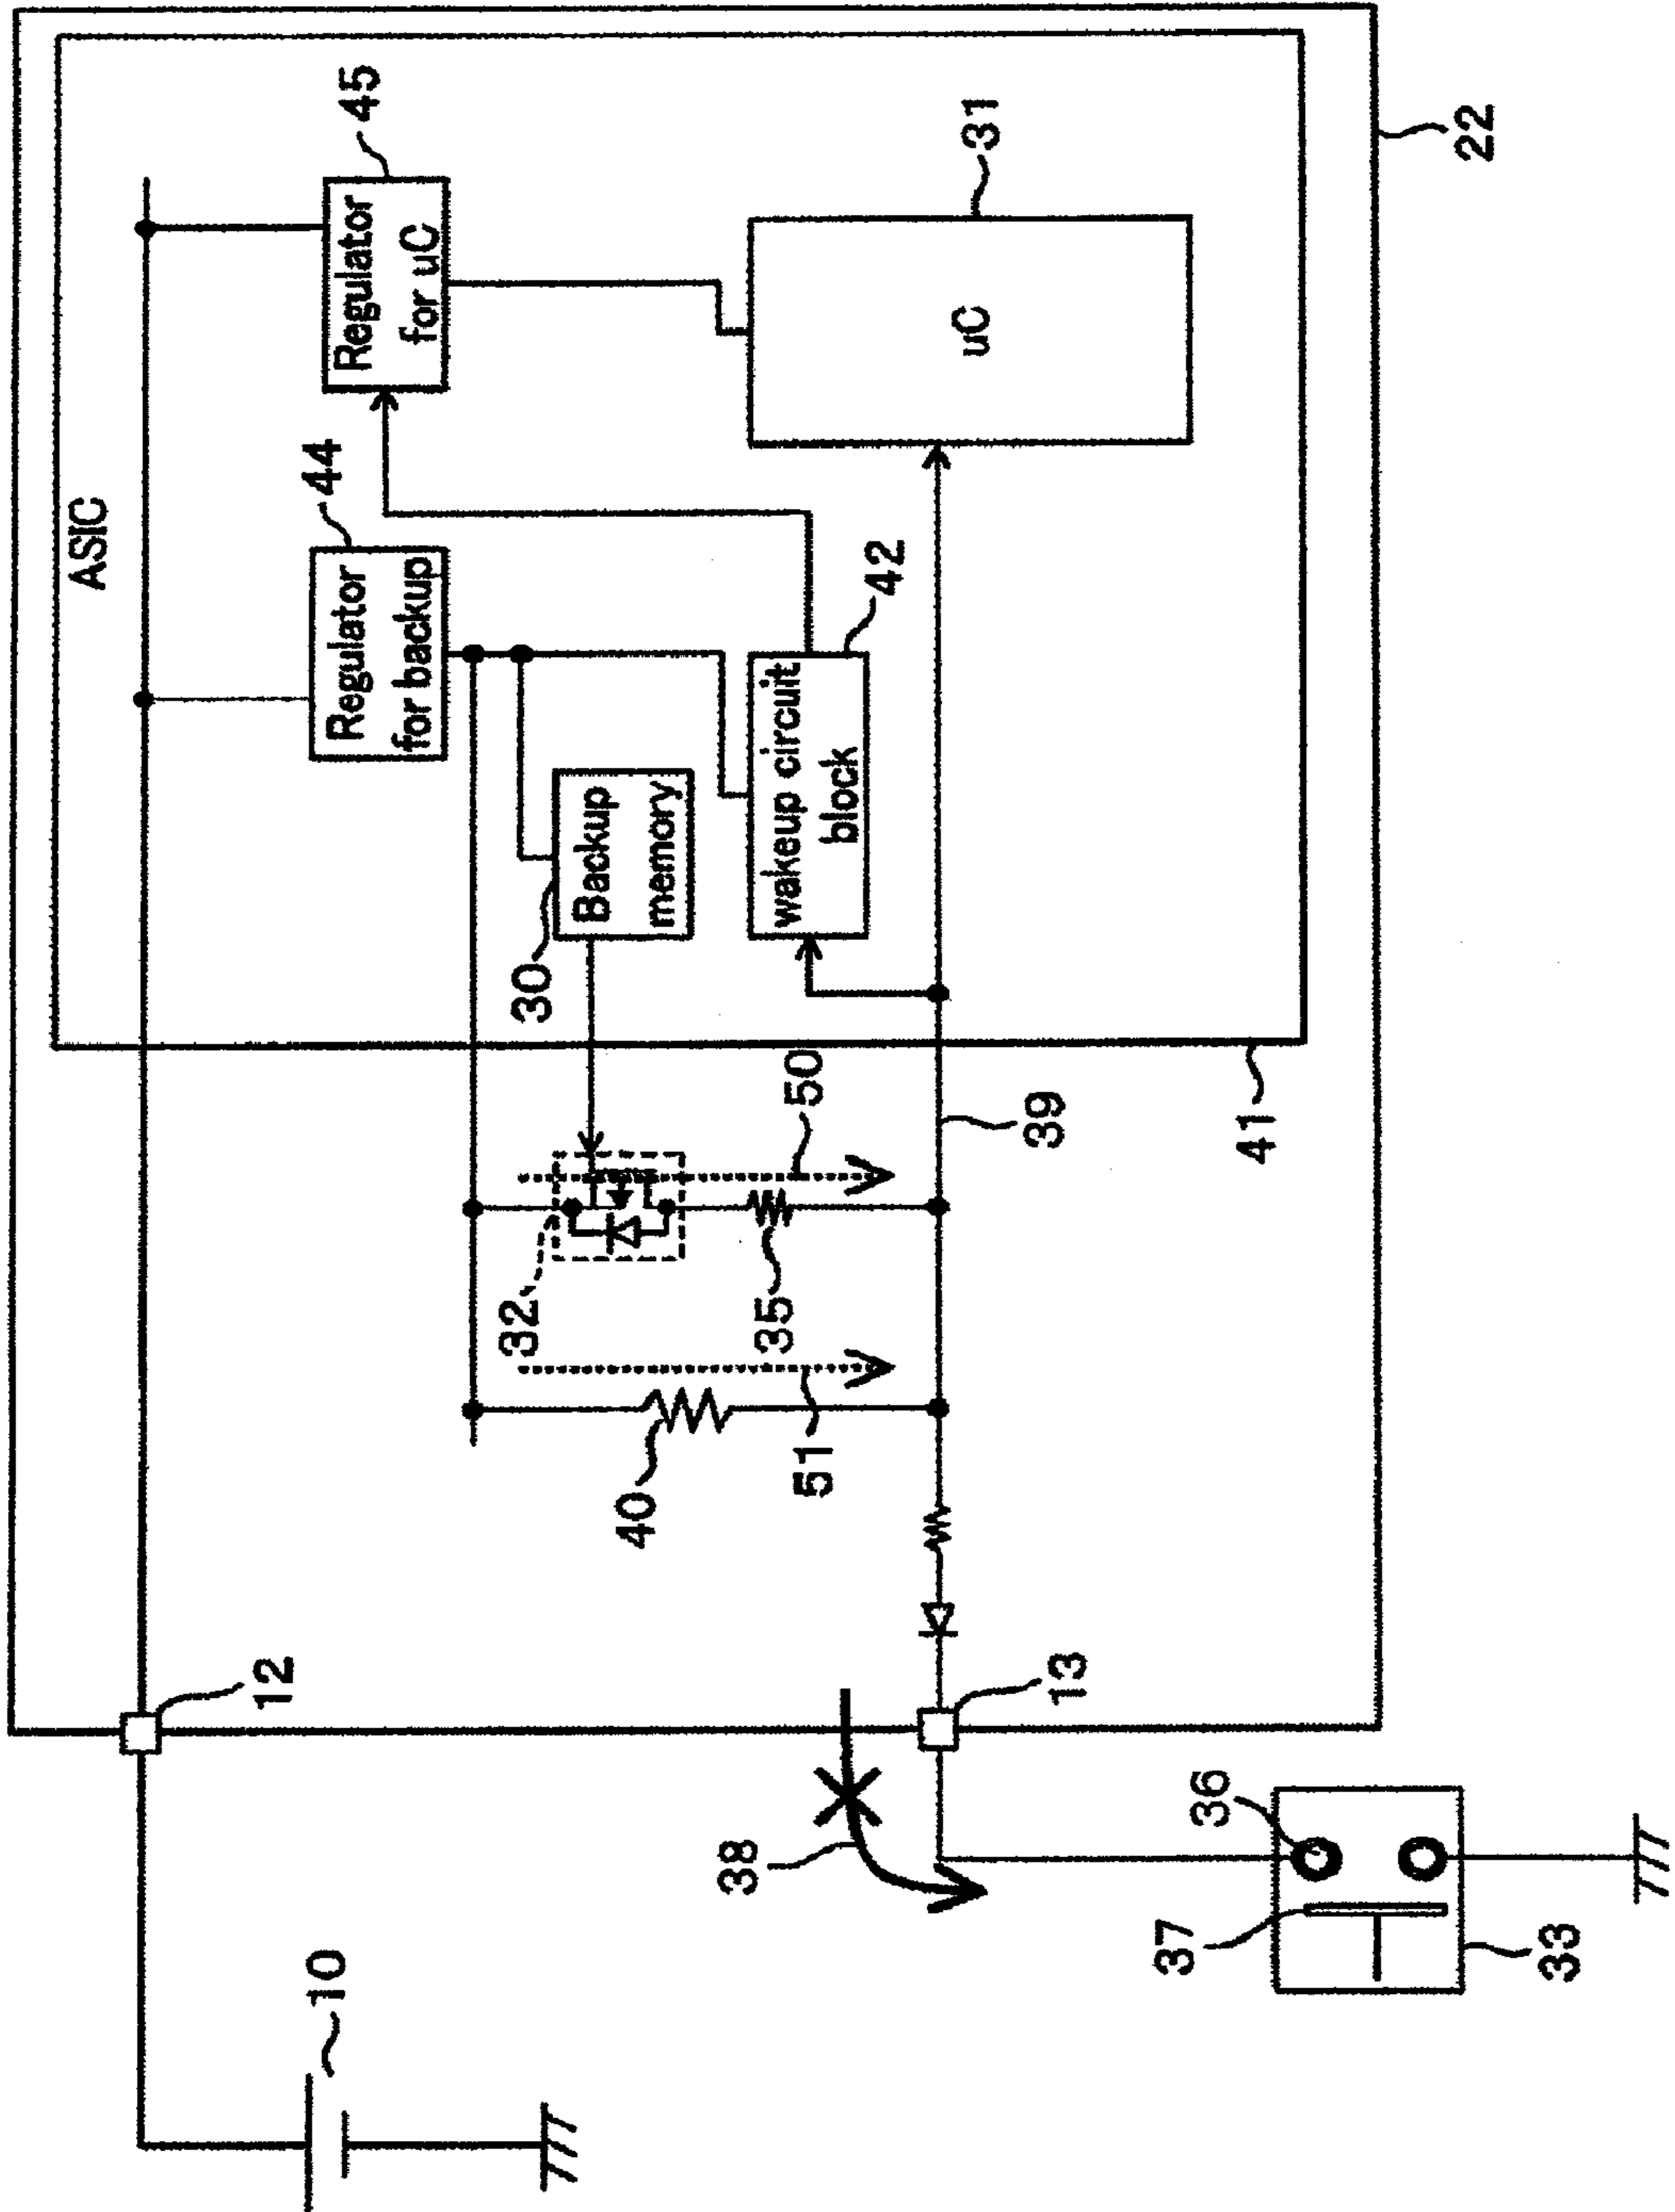 ASIC
45
44
Regulator
for uC
Regulator
for backup
31
uC
30
Backup
memory
wakeup circuit
block
42
22
50
39
41
32
35
51
40
12
13
38
36
37
33
10